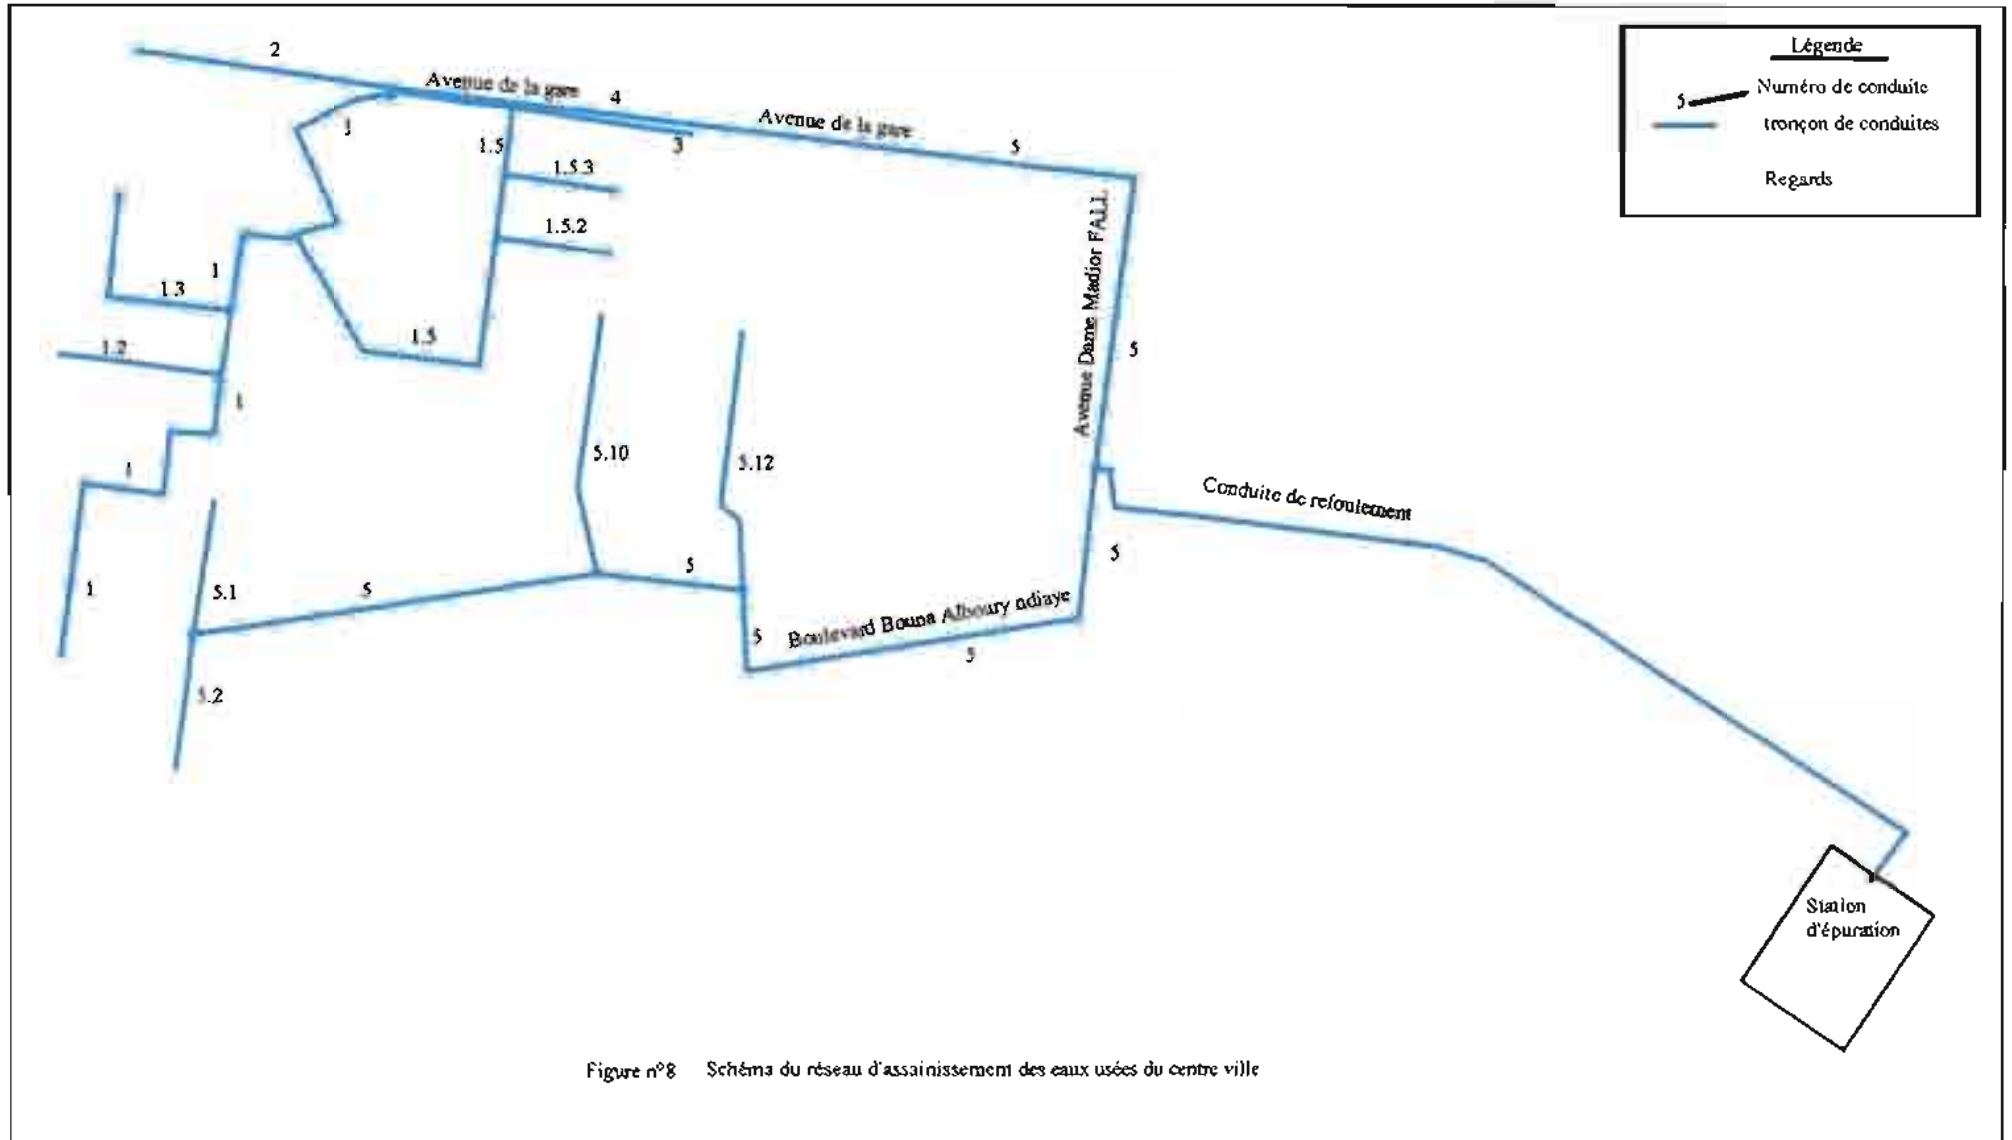 2
Avenue de la gare
4
Avenue de la gare
5
Légende
5
Numéro de conduite
tronçon de conduites
Regards
1
1.5
3
1.5.3
1.5.2
1
1.3
1.2
1.5
1
1
1
5.10
5.12
Avenue Dame Madior FALL
5
Conduite de refoulement
5
5.1
5
5
5
Boulevard Bouna Alboury ndiaye
5
5.2
Station
d'épuration
Figure n°8 Schéma du réseau d'assainissement des eaux usées du centre ville